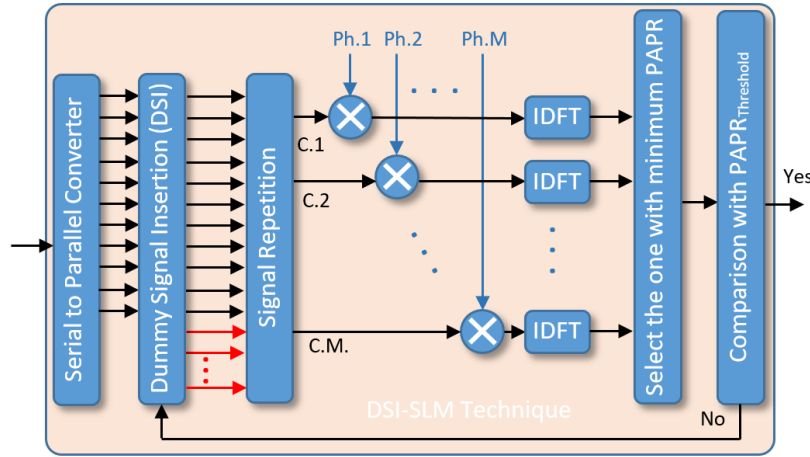 Serial to Parallel Converter
Dummy Signal Insertion (DSI)
Signal Repetition
Ph.1
Ph.2
Ph.M
C.1
C.2
C.M.
IDFT
IDFT
IDFT
Select the one with minimum PAPR
Comparison with PAPRThreshold
Yes
No
DSI-SLM Technique